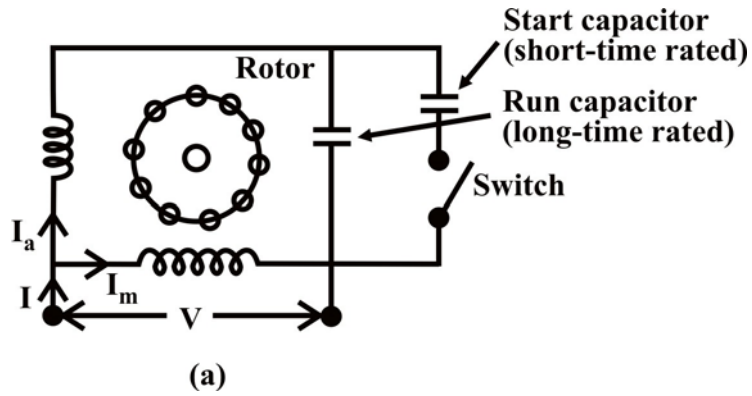 Start capacitor
(short-time rated)
Rotor
Run capacitor
(long-time rated)
Switch
Iₐ
Iₘ
I
V
(a)